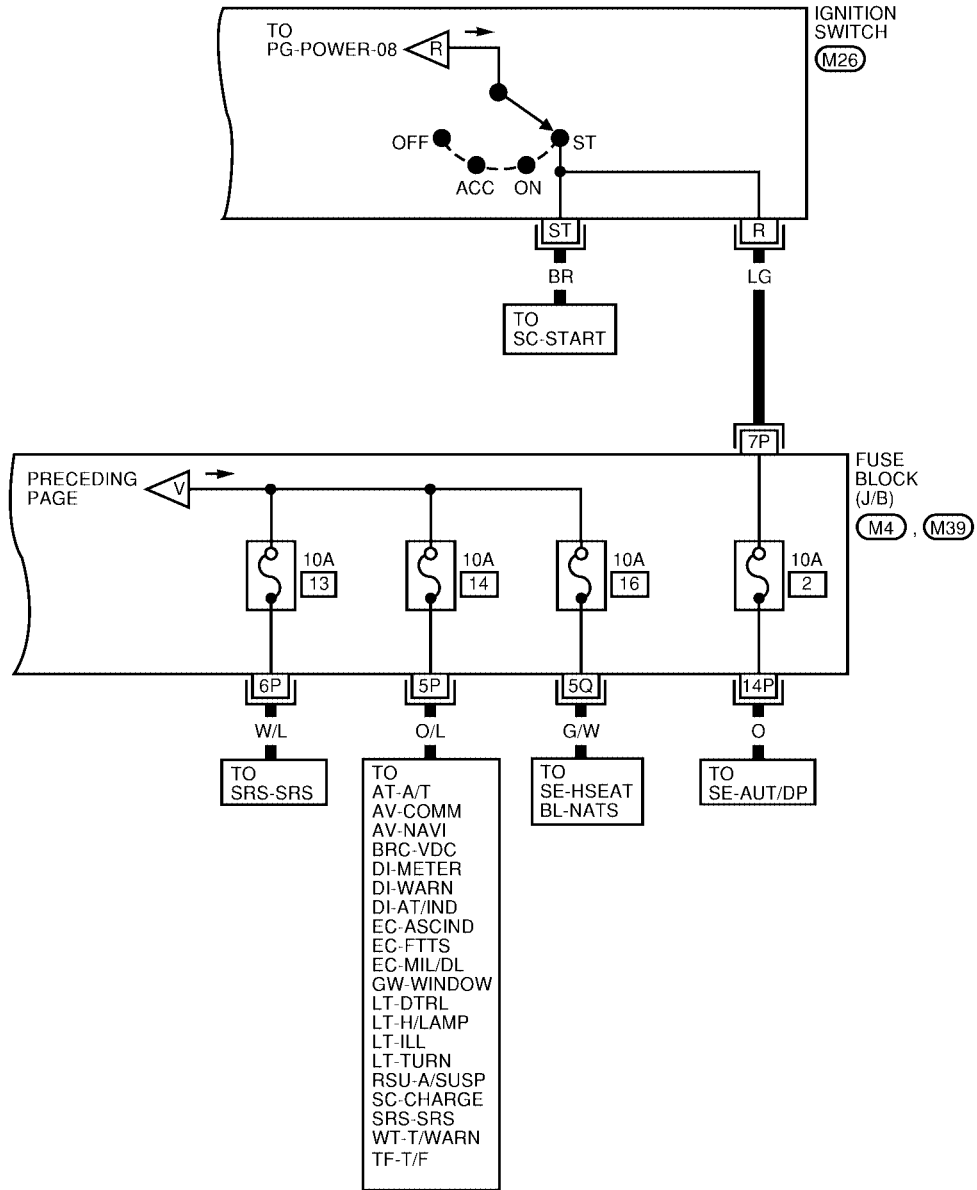 IGNITION
SWITCH
M26
TO
PG-POWER-08
R
OFF
ST
ACC
ON
ST
R
BR
LG
TO
SC-START
7P
FUSE
BLOCK
(J/B)
M4 , M39
PRECEDING
PAGE
V
10A
13
10A
14
10A
16
10A
2
6P
5P
5Q
14P
W/L
O/L
G/W
O
TO
SRS-SRS
TO
AT-A/T
AV-COMM
AV-NAVI
BRC-VDC
DI-METER
DI-WARN
DI-AT/IND
EC-ASCIND
EC-FTTS
EC-MIL/DL
GW-WINDOW
LT-DTRL
LT-H/LAMP
LT-ILL
LT-TURN
RSU-A/SUSP
SC-CHARGE
SRS-SRS
WT-T/WARN
TF-T/F
TO
SE-HSEAT
BL-NATS
TO
SE-AUT/DP